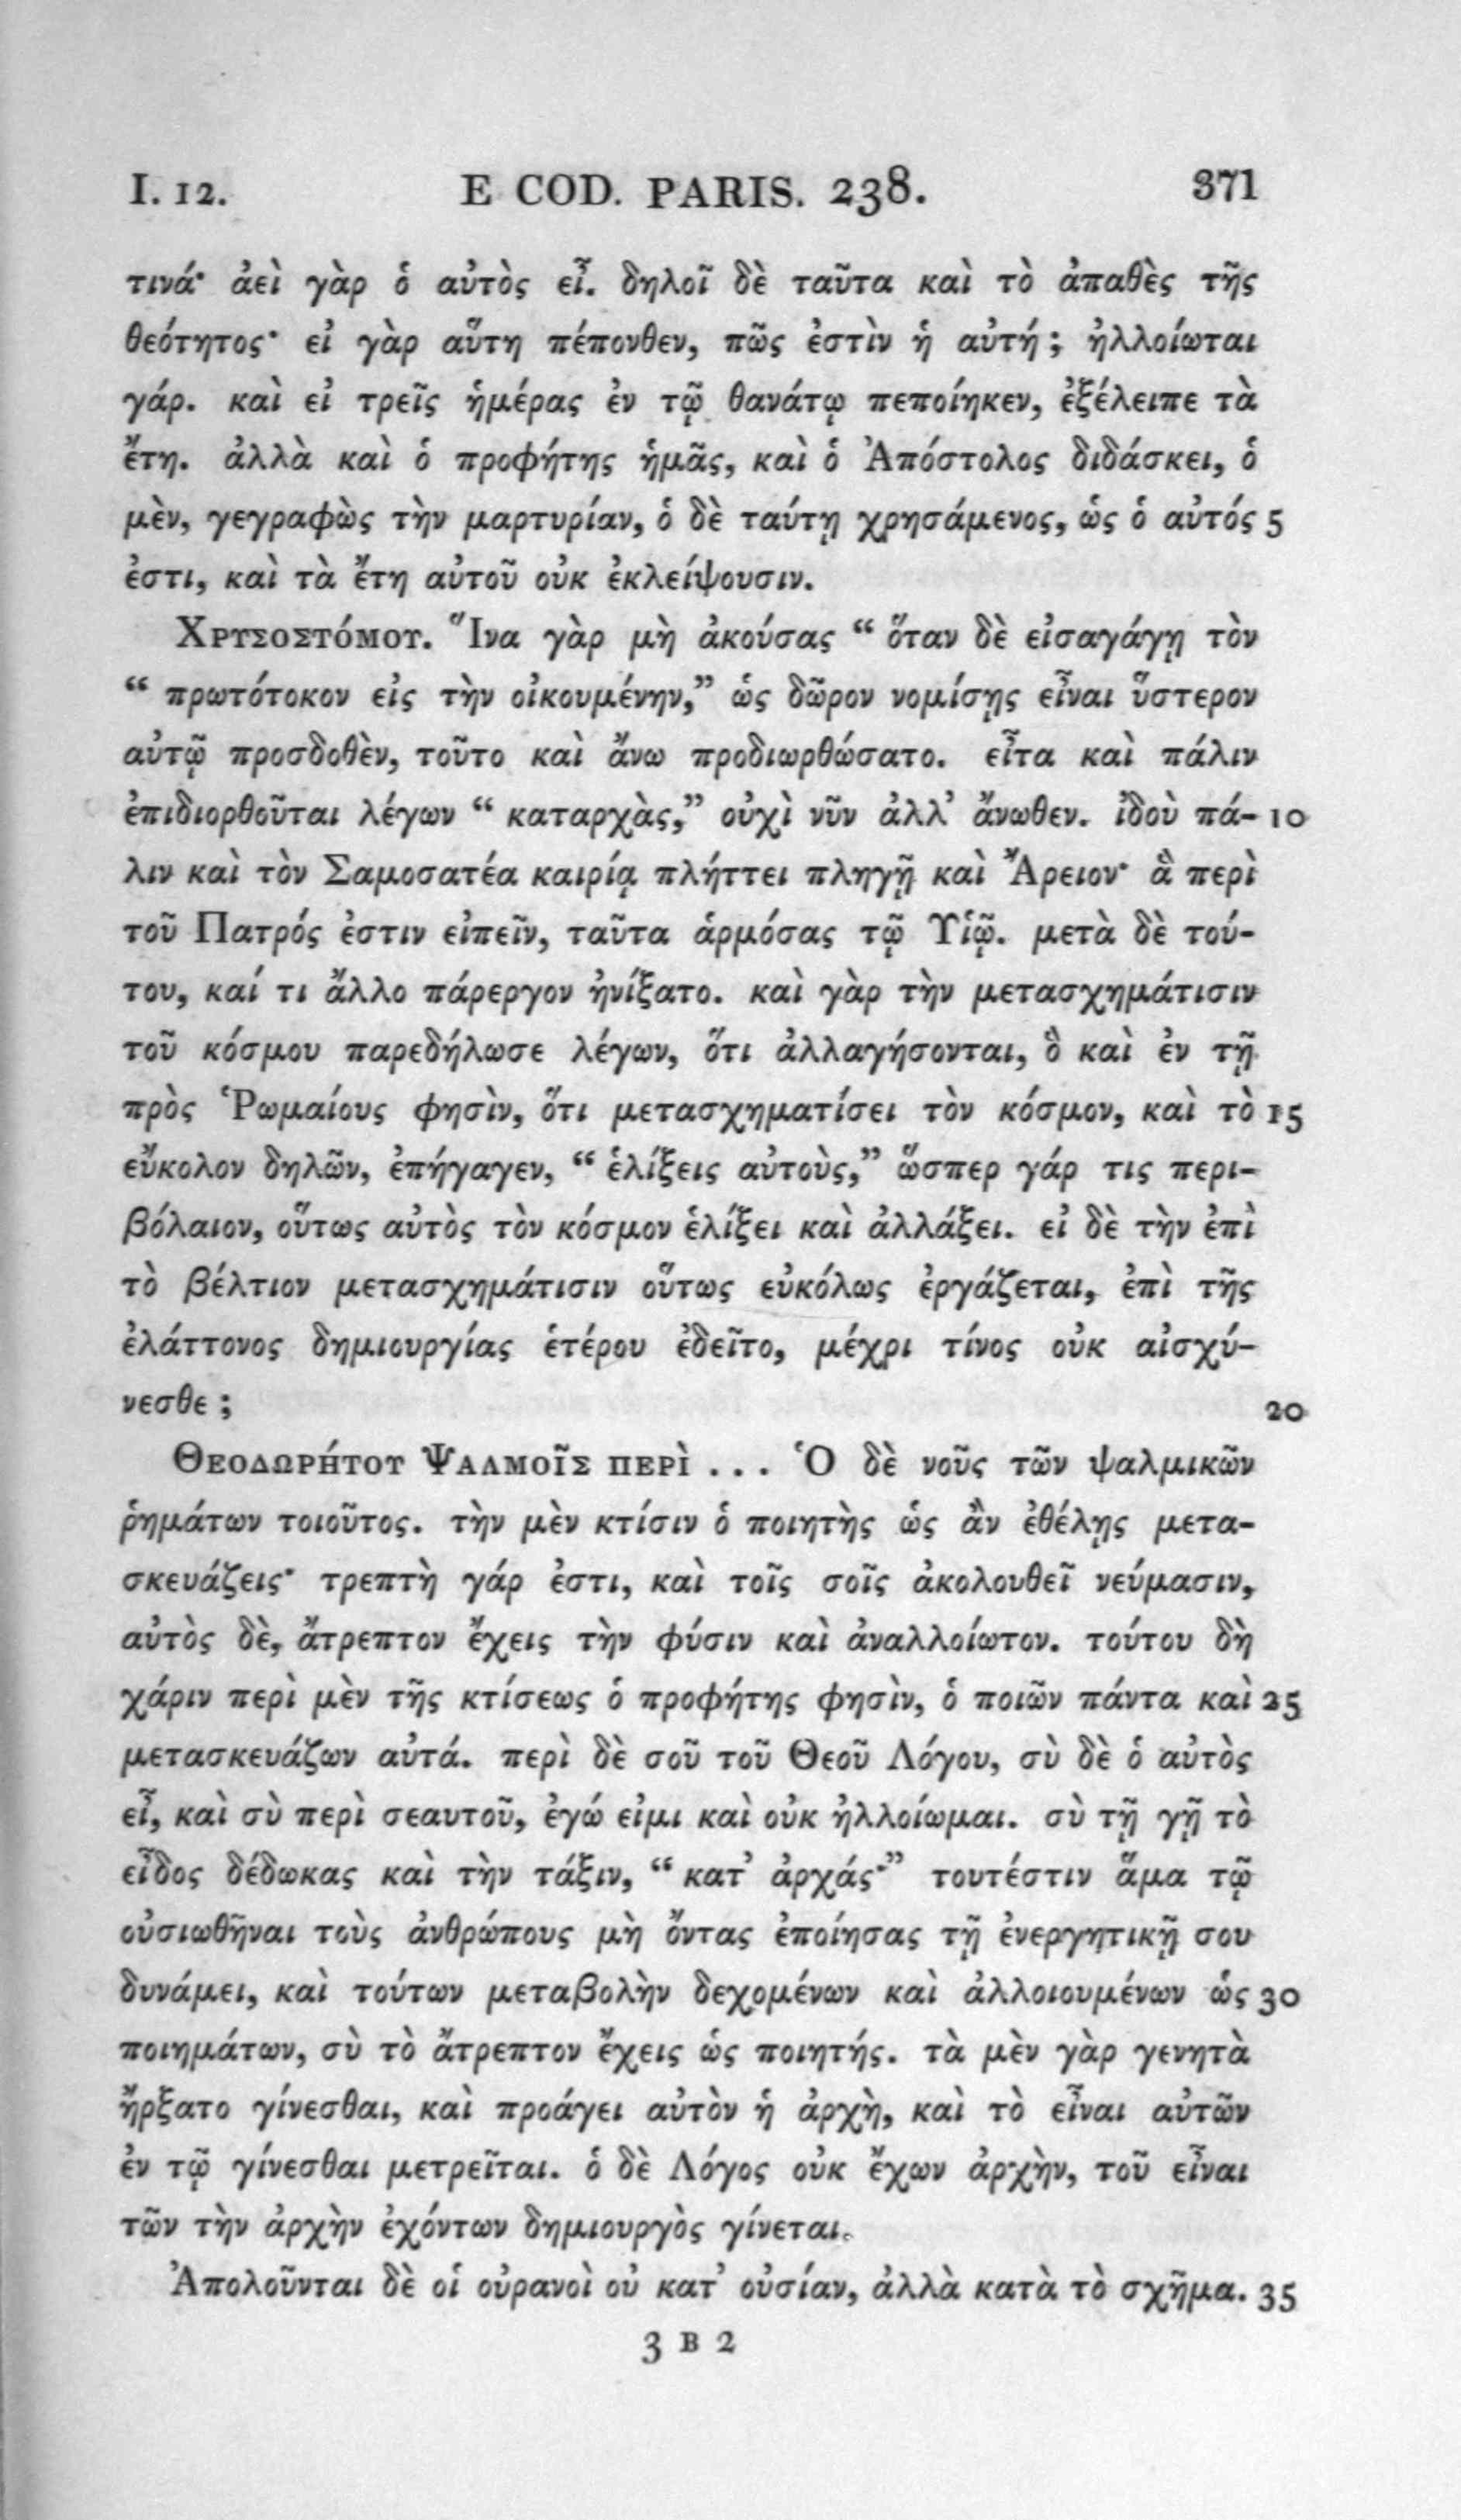 I. 12. E COD. PARIS. 238. 371
τινά· ἀεὶ γὰρ ὁ αὐτὸς εἶ. δηλοῖ δὲ ταῦτα καὶ τὸ ἀπαθὲς τῆς
θεότητος· εἰ γὰρ αὕτη πέπονθεν, πῶς ἐστὶν ἡ αὐτή; ἠλλοίωται
γάρ. καὶ εἰ τρεῖς ἡμέρας ἐν τῷ θανάτῳ πεποίηκεν, ἐξέλειπε τὰ
ἔτη. ἀλλὰ καὶ ὁ προφήτης ἡμᾶς, καὶ ὁ Ἀπόστολος διδάσκει, ὁ
μὲν, γεγραφὼς τὴν μαρτυρίαν, ὁ δὲ ταύτῃ χρησάμενος, ὡς ὁ αὐτός 5
ἐστι, καὶ τὰ ἔτη αὐτοῦ οὐκ ἐκλείψουσιν.
ΧΡΥΣΟΣΤΌΜΟΥ. Ἵνα γὰρ μὴ ἀκούσας “ ὅταν δὲ εἰσαγάγῃ τὸν
“ πρωτότοκον εἰς τὴν οἰκουμένην,” ὡς δῶρον νομίσῃς εἶναι ὕστερον
αὐτῷ προσδοθὲν, τοῦτο καὶ ἄνω προδιωρθώσατο. εἶτα καὶ πάλιν
ἐπιδιορθοῦται λέγων “ καταρχὰς,” οὐχὶ νῦν ἀλλ’ ἄνωθεν. ἰδοὺ πά- 10
λιν καὶ τὸν Σαμοσατέα καιρίᾳ πλήττει πληγῇ καὶ Ἄρειον· ἃ περὶ
τοῦ Πατρός ἐστιν εἰπεῖν, ταῦτα ἁρμόσας τῷ Υἱῷ. μετὰ δὲ τού-
του, καί τι ἄλλο πάρεργον ᾐνίξατο. καὶ γὰρ τὴν μετασχημάτισιν
τοῦ κόσμου παρεδήλωσε λέγων, ὅτι ἀλλαγήσονται, ὃ καὶ ἐν τῇ
πρὸς Ῥωμαίους φησὶν, ὅτι μετασχηματίσει τὸν κόσμον, καὶ τὸ 15
εὔκολον δηλῶν, ἐπήγαγεν, “ ἑλίξεις αὐτοὺς,” ὥσπερ γάρ τις περι-
βόλαιον, οὕτως αὐτὸς τὸν κόσμον ἑλίξει καὶ ἀλλάξει. εἰ δὲ τὴν ἐπὶ
τὸ βέλτιον μετασχημάτισιν οὕτως εὐκόλως ἐργάζεται, ἐπὶ τῆς
ἐλάττονος δημιουργίας ἑτέρου ἐδεῖτο, μέχρι τίνος οὐκ αἰσχύ-
νεσθε; 20
ΘΕΟΔΩΡΉΤΟΥ ΨΑΛΜΟῖΣ ΠΕΡὶ . . . Ὁ δὲ νοῦς τῶν ψαλμικῶν
ῥημάτων τοιοῦτος. τὴν μὲν κτίσιν ὁ ποιητὴς ὡς ἂν ἐθέλῃς μετα-
σκευάζεις· τρεπτὴ γάρ ἐστι, καὶ τοῖς σοῖς ἀκολουθεῖ νεύμασιν,
αὐτὸς δὲ, ἄτρεπτον ἔχεις τὴν φύσιν καὶ ἀναλλοίωτον. τούτου δὴ
χάριν περὶ μὲν τῆς κτίσεως ὁ προφήτης φησὶν, ὁ ποιῶν πάντα καὶ 25
μετασκευάζων αὐτά. περὶ δὲ σοῦ τοῦ Θεοῦ Λόγου, σὺ δὲ ὁ αὐτὸς
εἶ, καὶ σὺ περὶ σεαυτοῦ, ἐγώ εἰμι καὶ οὐκ ἠλλοίωμαι. σὺ τῇ γῇ τὸ
εἶδος δέδωκας καὶ τὴν τάξιν, “ κατ’ ἀρχάς·” τουτέστιν ἅμα τῷ
οὐσιωθῆναι τοὺς ἀνθρώπους μὴ ὄντας ἐποίησας τῇ ἐνεργητικῇ σου
δυνάμει, καὶ τούτων μεταβολὴν δεχομένων καὶ ἀλλοιουμένων ὡς 30
ποιημάτων, σὺ τὸ ἄτρεπτον ἔχεις ὡς ποιητής. τὰ μὲν γὰρ γενητὰ
ἤρξατο γίνεσθαι, καὶ προάγει αὐτὸν ἡ ἀρχὴ, καὶ τὸ εἶναι αὐτῶν
ἐν τῷ γίνεσθαι μετρεῖται. ὁ δὲ Λόγος οὐκ ἔχων ἀρχὴν, τοῦ εἶναι
τῶν τὴν ἀρχὴν ἐχόντων δημιουργὸς γίνεται.
Ἀπολοῦνται δὲ οἱ οὐρανοὶ οὐ κατ’ οὐσίαν, ἀλλὰ κατὰ τὸ σχῆμα. 35
3 B 2